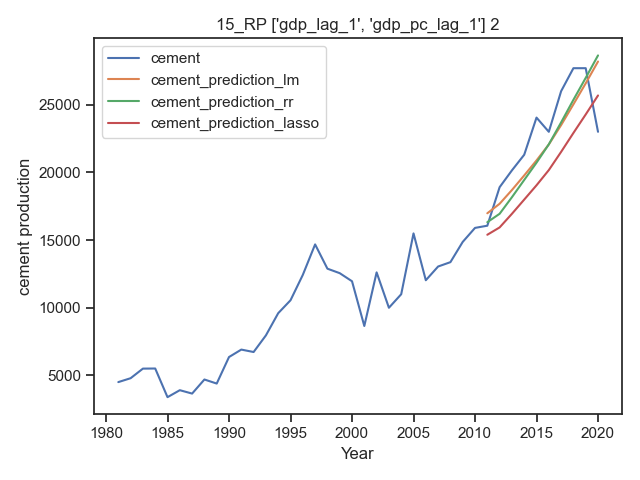 15_RP ['gdp_lag_1', 'gdp_pc_lag_1'] 2
cement
cement_prediction_lm
cement_prediction_rr
cement_prediction_lasso
cement production
25000
20000
15000
10000
5000
1980 1985 1990 1995 2000 2005 2010 2015 2020
Year